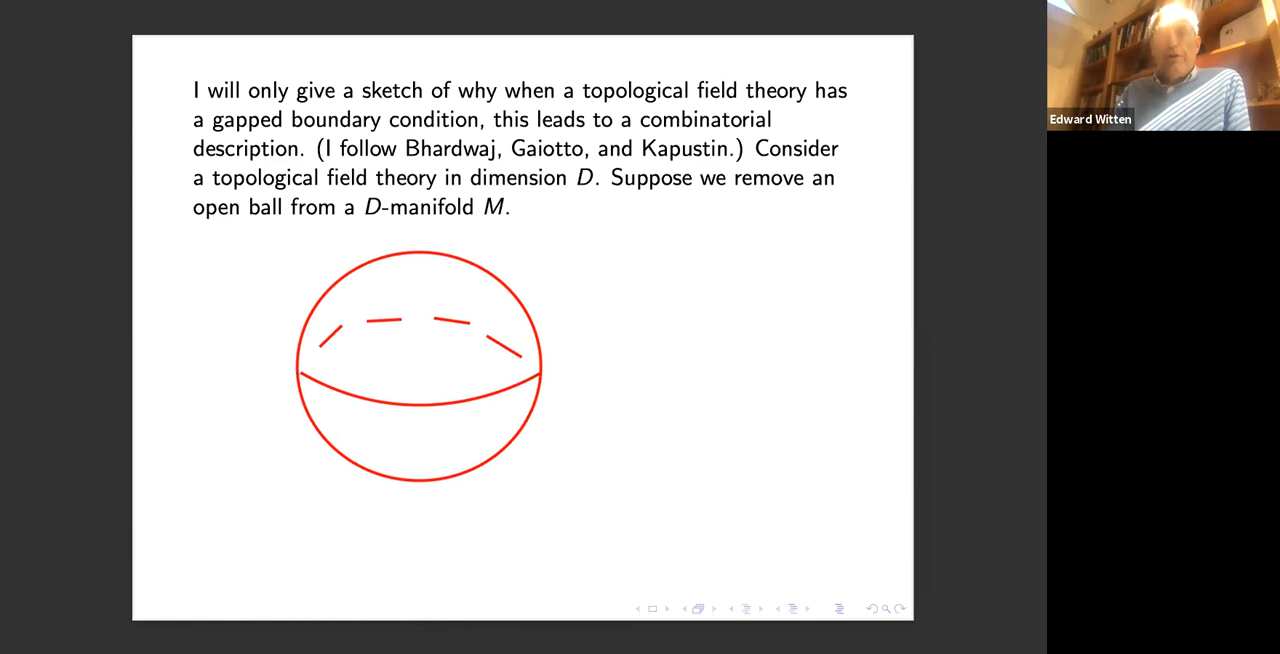 I will only give a sketch of why when a topological field theory has
a gapped boundary condition, this leads to a combinatorial
description. (I follow Bhardwaj, Gaiotto, and Kapustin.) Consider
a topological field theory in dimension D. Suppose we remove an
open ball from a D-manifold M.
Edward Witten